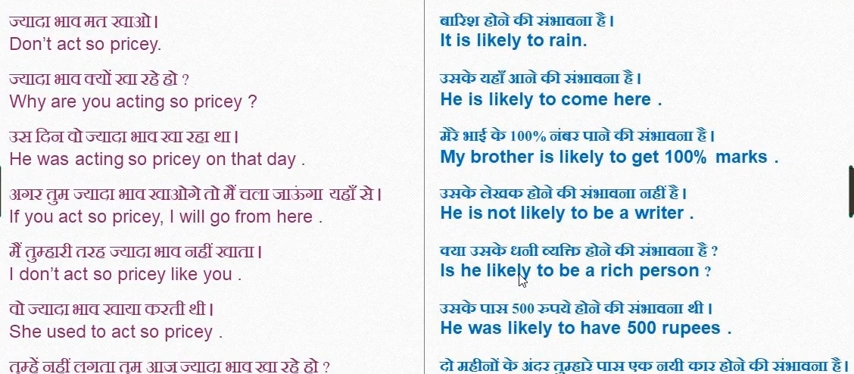 ज्यादा भाव मत खाओ।
Don't act so pricey.
ज्यादा भाव क्यों खा रहे हो ?
Why are you acting so pricey ?
उस दिन वो ज्यादा भाव खा रहा था।
He was acting so pricey on that day .
अगर तुम ज्यादा भाव खाओगे तो मैं चला जाऊंगा यहाँ से।
If you act so pricey, I will go from here .
मैं तुम्हारी तरह ज्यादा भाव नहीं खाता।
I don't act so pricey like you .
वो ज्यादा भाव खाया करती थी।
She used to act so pricey .
तुम्हें नहीं लगता तुम आज ज्यादा भाव खा रहे हो ?
बारिश होने की संभावना है।
It is likely to rain.
उसके यहाँ आने की संभावना है।
He is likely to come here .
मेरे भाई के 100% नंबर पाने की संभावना है।
My brother is likely to get 100% marks .
उसके लेखक होने की संभावना नहीं है।
He is not likely to be a writer .
क्या उसके धनी व्यक्ति होने की संभावना है ?
Is he likely to be a rich person ?
उसके पास 500 रुपये होने की संभावना थी।
He was likely to have 500 rupees .
दो महीनों के अंदर तुम्हारे पास एक नयी कार होने की संभावना है।